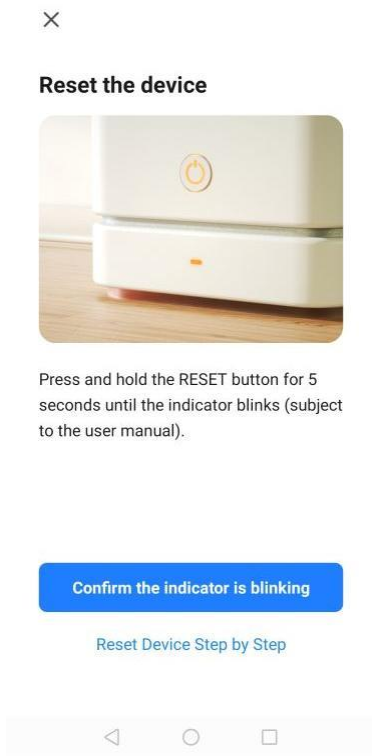 Reset the device
Press and hold the RESET button for 5
seconds until the indicator blinks (subject
to the user manual).
Confirm the indicator is blinking
Reset Device Step by Step